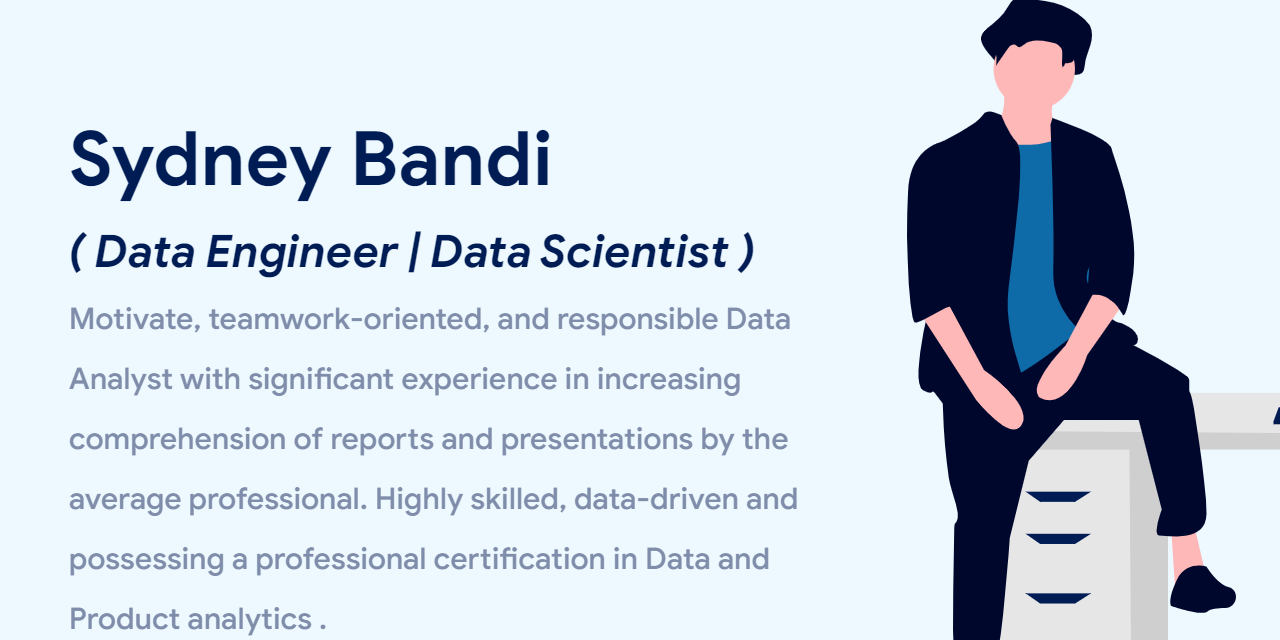 Sydney Bandi
( Data Engineer | Data Scientist )
Motivate, teamwork-oriented, and responsible Data
Analyst with significant experience in increasing
comprehension of reports and presentations by the
average professional. Highly skilled, data-driven and
possessing a professional certification in Data and
Product analytics .